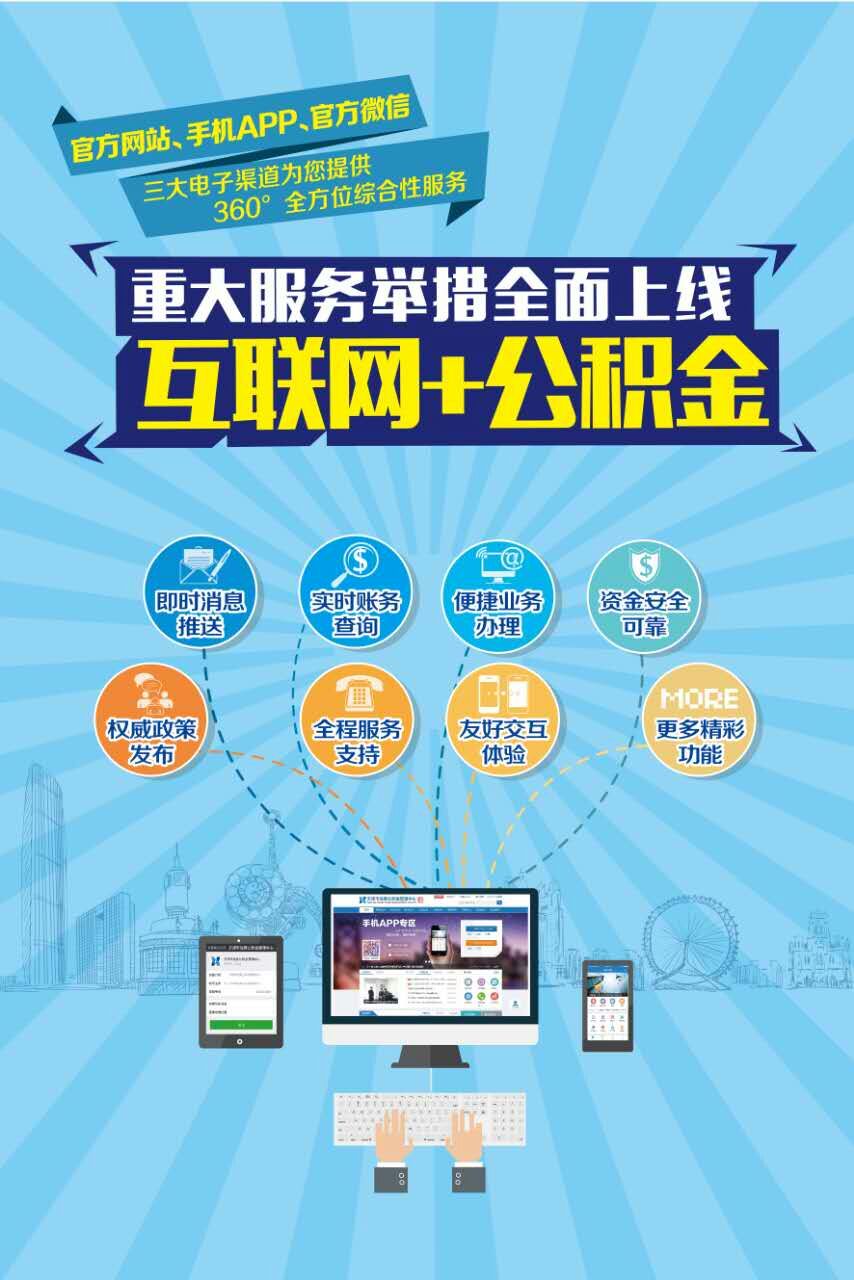 官方网站、手机APP、官方微信
三大电子渠道为您提供
360°全方位综合性服务
重大服务举措全面上线
互联网+公积金
即时消息
推送
实时账务
查询
便捷业务
办理
资金安全
可靠
权威政策
发布
全程服务
支持
友好交互
体验
MORE
更多精彩
功能
手机APP专区